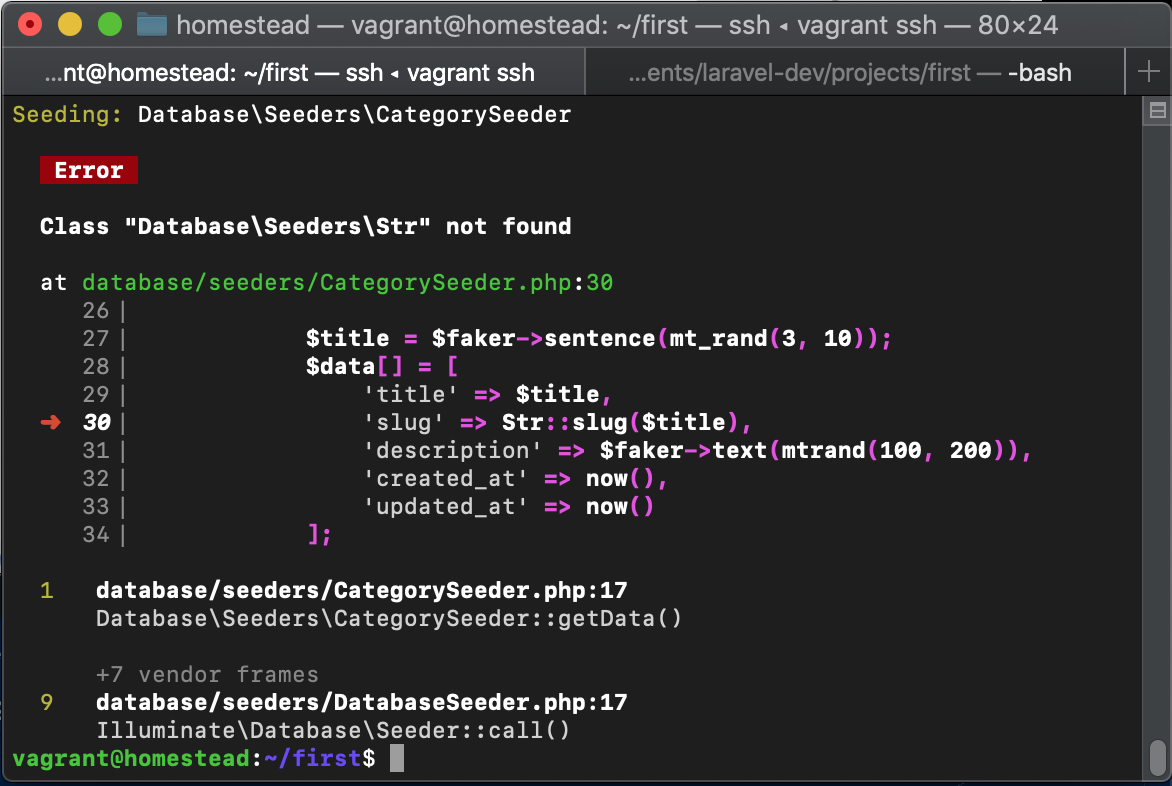 homestead — vagrant@homestead: ~/first — ssh ◂ vagrant ssh — 80×24
...nt@homestead: ~/first — ssh ◂ vagrant ssh
...ents/laravel-dev/projects/first — -bash
Seeding: Database\Seeders\CategorySeeder
Error
Class "Database\Seeders\Str" not found
at database/seeders/CategorySeeder.php:30
26|
27|             $title = $faker->sentence(mt_rand(3, 10));
28|             $data[] = [
29|                 'title' => $title,
➜ 30|                 'slug' => Str::slug($title),
31|                 'description' => $faker->text(mtrand(100, 200)),
32|                 'created_at' => now(),
33|                 'updated_at' => now()
34|             ];
1   database/seeders/CategorySeeder.php:17
Database\Seeders\CategorySeeder::getData()
+7 vendor frames
9   database/seeders/DatabaseSeeder.php:17
Illuminate\Database\Seeder::call()
vagrant@homestead:~/first$